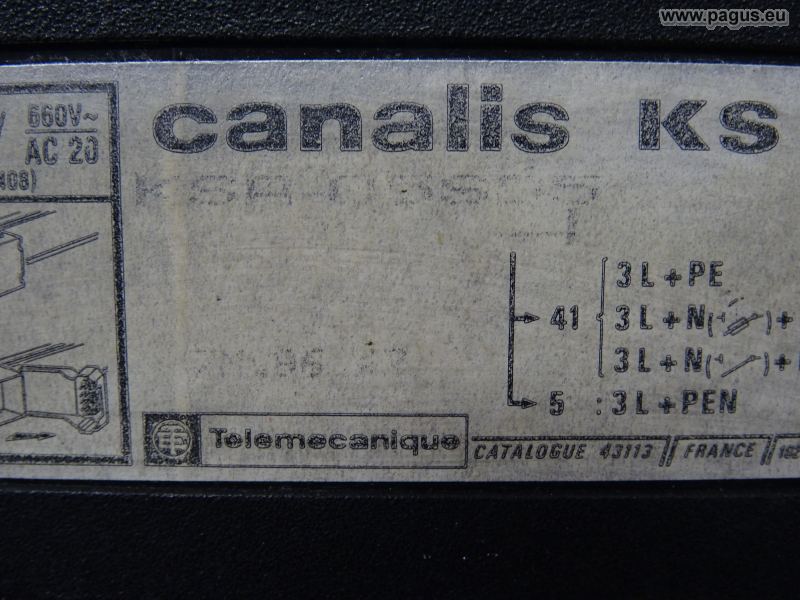 www.pagus.eu
660V~
AC 20
408)
canalis KS
3 L + PE
41 { 3 L + N ( ) +
3 L + N ( ) +
5 : 3 L + PEN
Telemecanique
CATALOGUE 43113 // FRANCE //